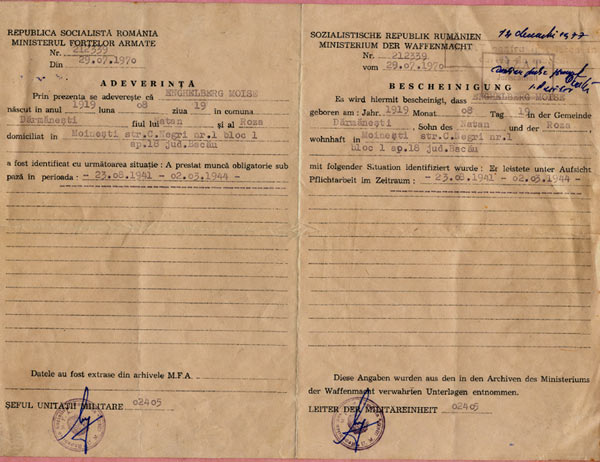 REPUBLICA SOCIALISTĂ ROMÂNIA
MINISTERUL FORȚELOR ARMATE
Nr. 212339
Din 29.07.1970
ADEVERINȚĂ
Prin prezenta se adeverește că ENGHELBERG MOISE
născut in anul 1919 luna 08 ziua 19 in comuna
Dărmănești fiul lui Natan și al Roza
domiciliat in Moinești str.C.Negri nr.1 bloc 1
ap.18 jud.Bacău
a fost identificat cu următoarea situație : A prestat muncă obligatorie sub
pază in perioada : - 23.08.1941 - 02.03.1944 -
Datele au fost extrase din arhivele M.F.A.
ȘEFUL UNITATII MILITARE 02405
SOZIALISTISCHE REPUBLIK RUMÄNIEN
MINISTERIUM DER WAFFENMACHT
Nr. 212339
vom 29.07.1970
BESCHEINIGUNG
Es wird hiermit bescheinigt, dass ENGHELBERG MOISE
geboren am : Jahr. 1919 Monat 08 Tag 19 in der Gemeinde
Dărmănești, Sohn des Natan und der Roza
wohnhaft in Moinești str.C.Negri nr.1
bloc 1 ap.18 jud.Bacău
mit folgender Situation identifiziert wurde : Er leistete unter Aufsicht
Pflichtarbeit im Zeitraum : - 23.08.1941 - 02.03.1944 -
Diese Angaben wurden aus den in den Archiven des Ministeriums
der Waffenmacht verwahrlen Unterlagen entnommen.
LEITER DER MILITAREINHEIT 02405